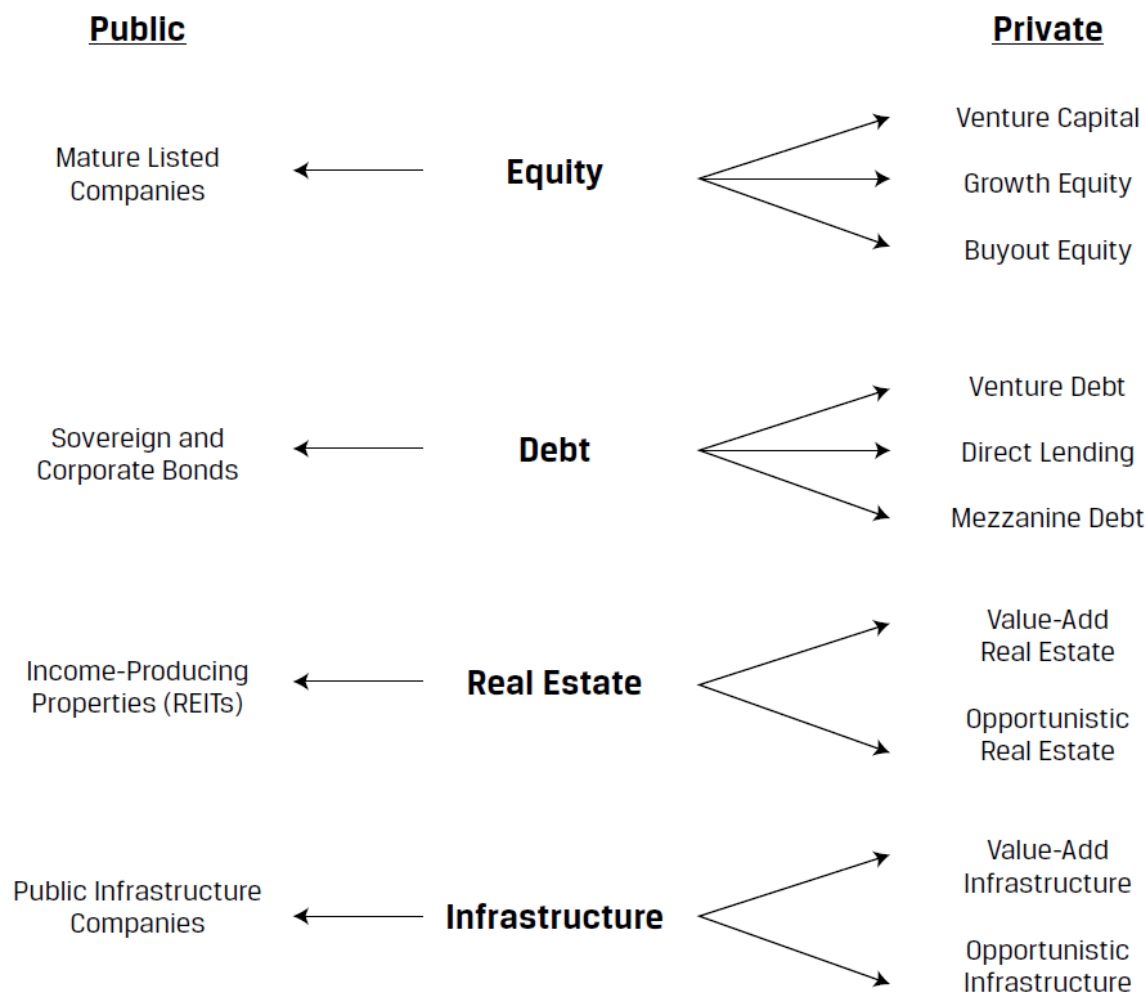 Public
Private
Mature Listed
Companies
Equity
Venture Capital
Growth Equity
Buyout Equity
Sovereign and
Corporate Bonds
Debt
Venture Debt
Direct Lending
Mezzanine Debt
Income-Producing
Properties (REITs)
Real Estate
Value-Add
Real Estate
Opportunistic
Real Estate
Public Infrastructure
Companies
Infrastructure
Value-Add
Infrastructure
Opportunistic
Infrastructure